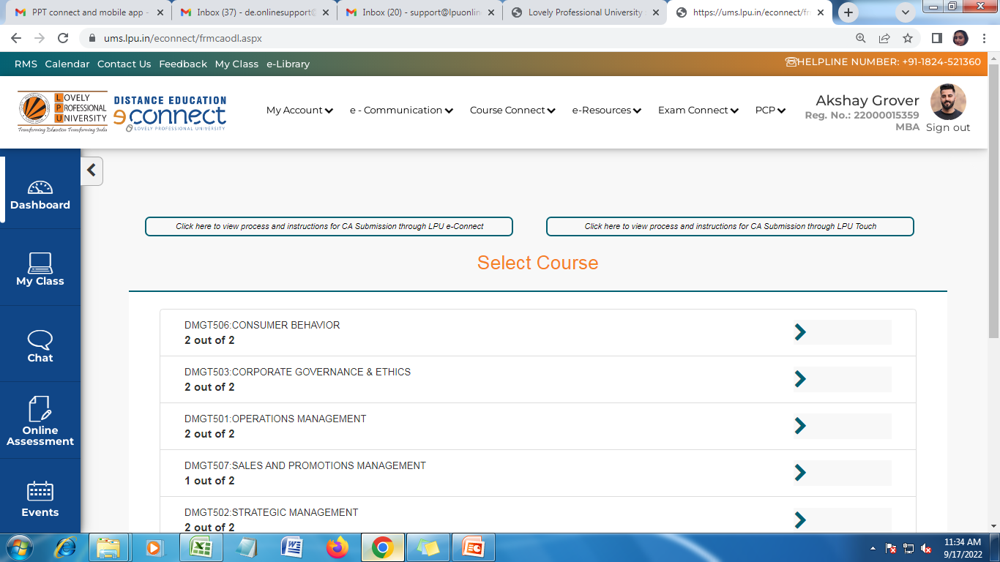 PPT connect and mobile app -
Inbox (37) - de.onlinesupport@
Inbox (20) - support@lpuonlin
Lovely Professional University
https://ums.lpu.in/econnect/fr
ums.lpu.in/econnect/frmcaodl.aspx
RMS Calendar Contact Us Feedback My Class e-Library
HELPLINE NUMBER: +91-1824-521360
LOVELY
PROFESSIONAL
UNIVERSITY
Transforming Education Transforming India
DISTANCE EDUCATION
e connect
LOVELY PROFESSIONAL UNIVERSITY
My Account
e - Communication
Course Connect
e-Resources
Exam Connect
PCP
Akshay Grover
Reg. No.: 22000015359
MBA
Sign out
Dashboard
My Class
Chat
Online
Assessment
Events
Click here to view process and instructions for CA Submission through LPU e-Connect
Click here to view process and instructions for CA Submission through LPU Touch
Select Course
DMGT506:CONSUMER BEHAVIOR
2 out of 2
DMGT503:CORPORATE GOVERNANCE & ETHICS
2 out of 2
DMGT501:OPERATIONS MANAGEMENT
2 out of 2
DMGT507:SALES AND PROMOTIONS MANAGEMENT
1 out of 2
DMGT502:STRATEGIC MANAGEMENT
2 out of 2
11:34 AM
9/17/2022